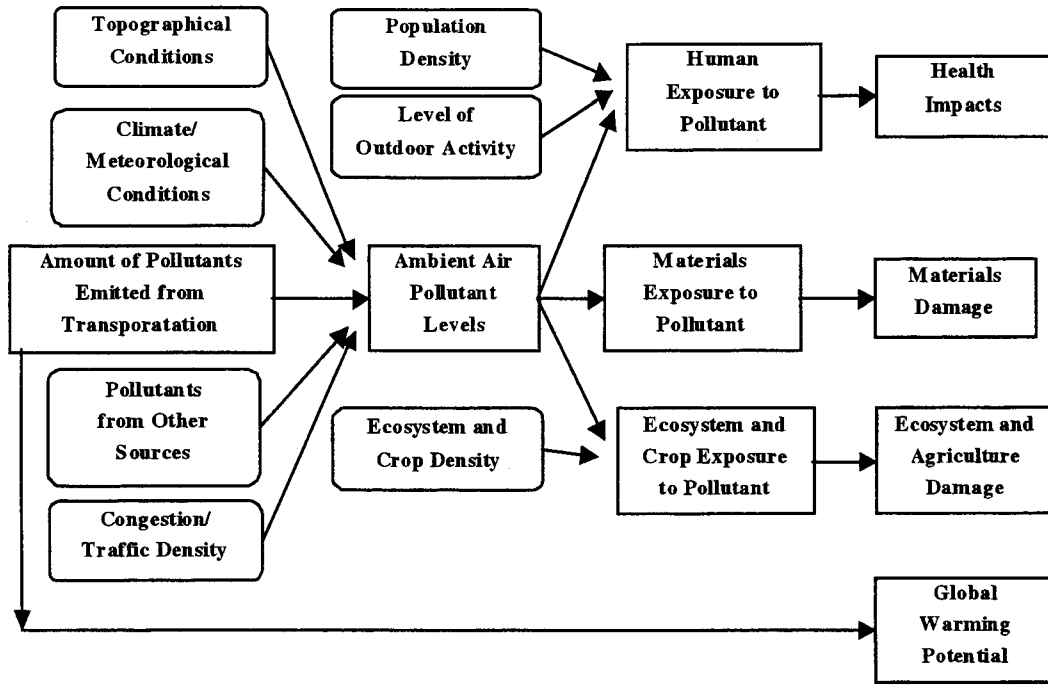 Topographical
Conditions
Population
Density
Human
Exposure to
Pollutant
Health
Impacts
Climate/
Meteorological
Conditions
Level of
Outdoor Activity
Amount of Pollutants
Emitted from
Transporatation
Ambient Air
Pollutant
Levels
Materials
Exposure to
Pollutant
Materials
Damage
Pollutants
from Other
Sources
Ecosystem and
Crop Density
Ecosystem and
Crop Exposure
to Pollutant
Ecosystem and
Agriculture
Damage
Congestion/
Traffic Density
Global
Warming
Potential